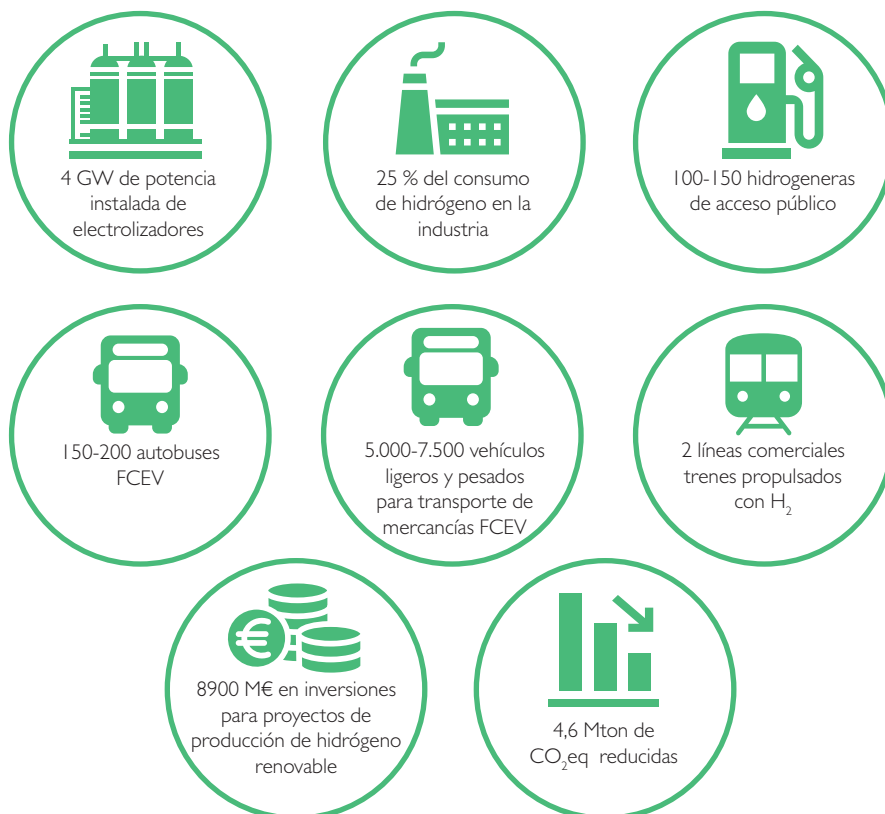 4 GW de potencia
instalada de
electrolizadores
25 % del consumo
de hidrógeno en la
industria
100-150 hidrogeneras
de acceso público
150-200 autobuses
FCEV
5.000-7.500 vehículos
ligeros y pesados
para transporte de
mercancías FCEV
2 líneas comerciales
trenes propulsados
con H₂
€
8900 M€ en inversiones
para proyectos de
producción de hidrógeno
renovable
4,6 Mton de
CO₂eq reducidas